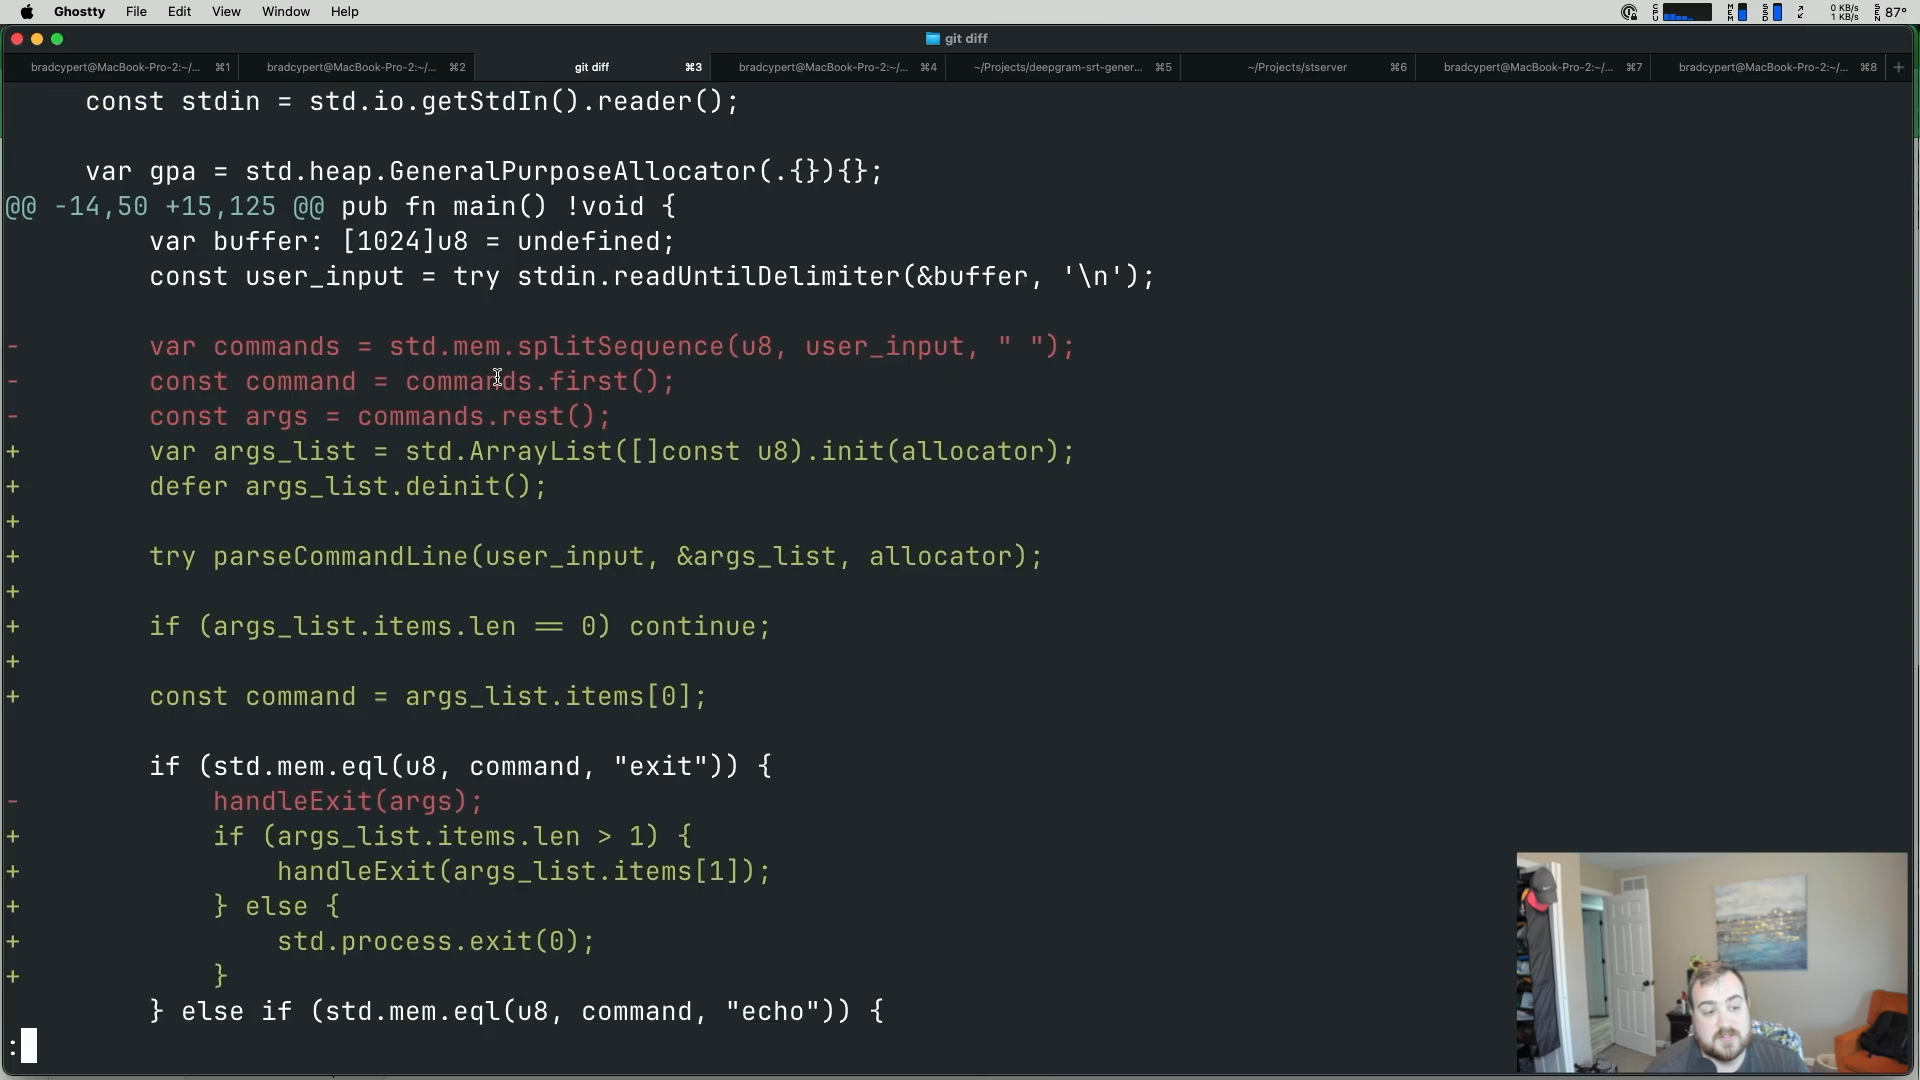 Ghostty File Edit View Window Help
0 KB/s
1 KB/s
87°
git diff
bradcypert@MacBook-Pro-2:~/... ⌘1
bradcypert@MacBook-Pro-2:~/... ⌘2
git diff ⌘3
bradcypert@MacBook-Pro-2:~/... ⌘4
~/Projects/deepgram-srt-gener... ⌘5
~/Projects/stserver ⌘6
bradcypert@MacBook-Pro-2:~/... ⌘7
bradcypert@MacBook-Pro-2:~/... ⌘8
const stdin = std.io.getStdIn().reader();
var gpa = std.heap.GeneralPurposeAllocator(.{}){};
@@ -14,50 +15,125 @@ pub fn main() !void {
var buffer: [1024]u8 = undefined;
const user_input = try stdin.readUntilDelimiter(&buffer, '\n');
- var commands = std.mem.splitSequence(u8, user_input, " ");
- const command = commands.first();
- const args = commands.rest();
+ var args_list = std.ArrayList([]const u8).init(allocator);
+ defer args_list.deinit();
+
+ try parseCommandLine(user_input, &args_list, allocator);
+
+ if (args_list.items.len == 0) continue;
+
+ const command = args_list.items[0];
if (std.mem.eql(u8, command, "exit")) {
- handleExit(args);
+ if (args_list.items.len > 1) {
+ handleExit(args_list.items[1]);
+ } else {
+ std.process.exit(0);
+ }
} else if (std.mem.eql(u8, command, "echo")) {
: